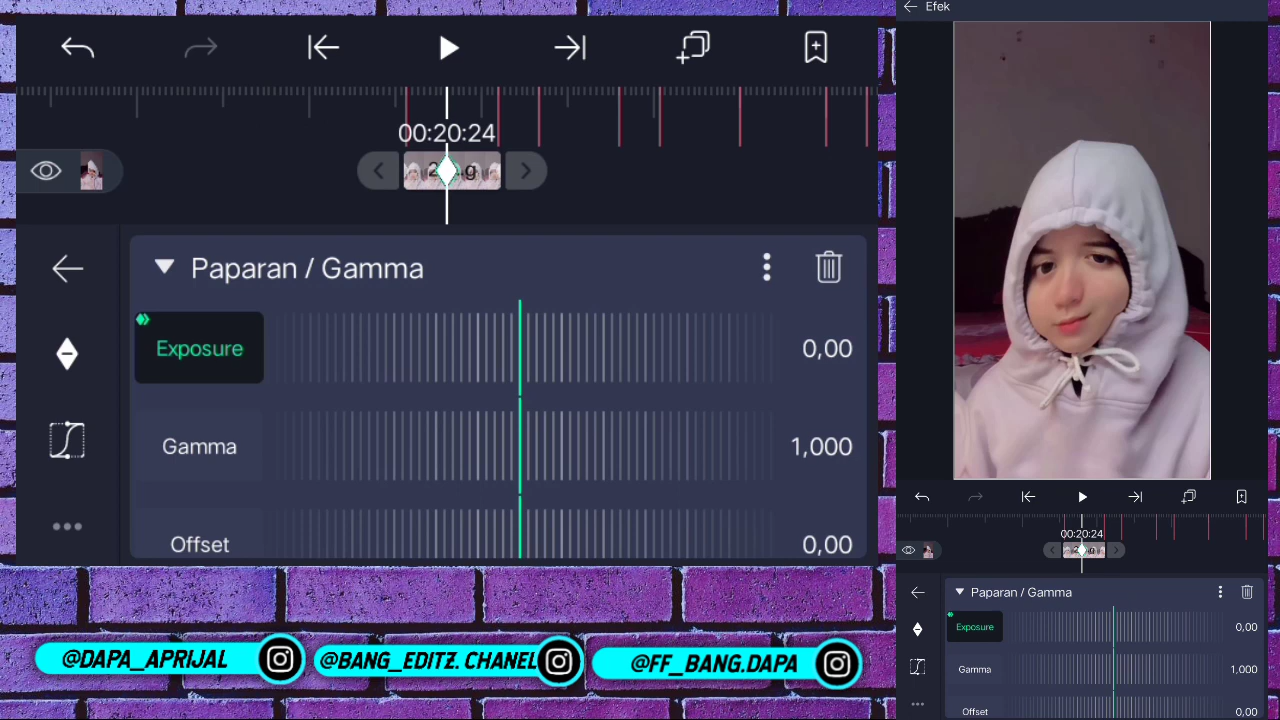 00:20:24
Paparan / Gamma
Exposure
0,00
Gamma
1,000
Offset
0,00
@DAPA_APRIJAL
@BANG_EDITZ. CHANEL
@FF_BANG.DAPA
Efek
00:20:24
Paparan / Gamma
Exposure
0,00
Gamma
1,000
Offset
0,00